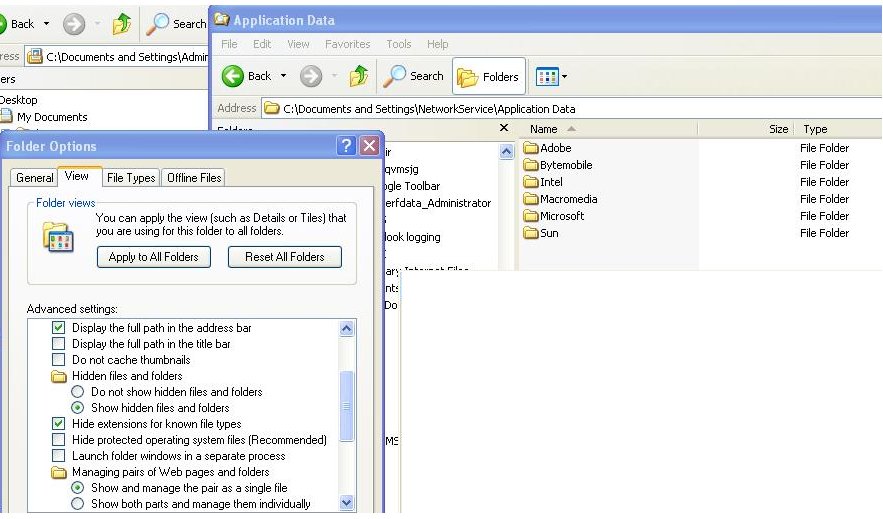 Back
Search
ress C:\Documents and Settings\Admir
ers
Desktop
My Documents
Application Data
File Edit View Favorites Tools Help
Back Search Folders
Address C:\Documents and Settings\NetworkService\Application Data
Folders
Name Size Type
Adobe File Folder
Bytemobile File Folder
Intel File Folder
Macromedia File Folder
Microsoft File Folder
Sun File Folder
qvmsjg
ogle Toolbar
erfdata_Administrator
look logging
ary Internet Files
nts
Do
MS
Folder Options
General View File Types Offline Files
Folder views
You can apply the view (such as Details or Tiles) that
you are using for this folder to all folders.
Apply to All Folders Reset All Folders
Advanced settings:
Display the full path in the address bar
Display the full path in the title bar
Do not cache thumbnails
Hidden files and folders
Do not show hidden files and folders
Show hidden files and folders
Hide extensions for known file types
Hide protected operating system files (Recommended)
Launch folder windows in a separate process
Managing pairs of Web pages and folders
Show and manage the pair as a single file
Show both parts and manage them individually